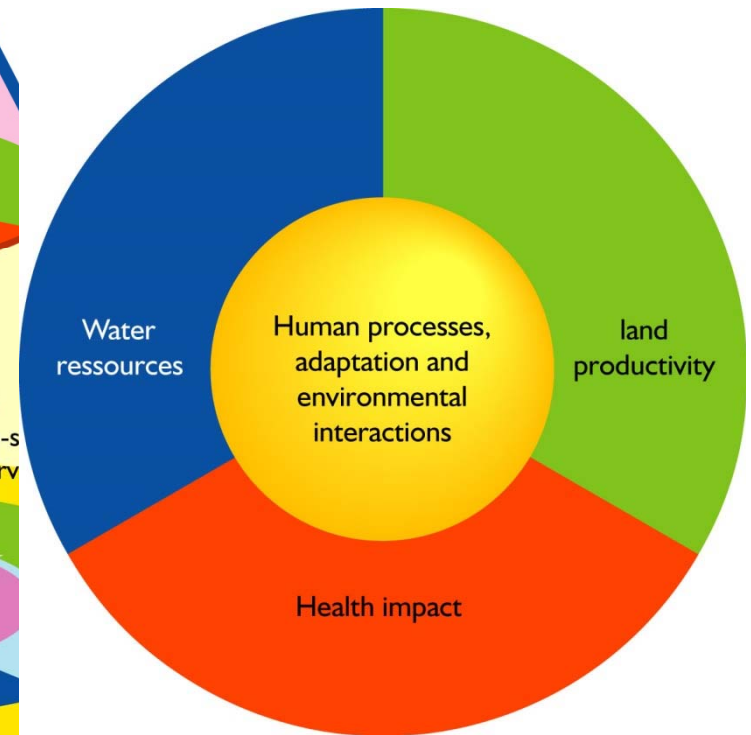 Water
ressources
Human processes,
adaptation and
environmental
interactions
land
productivity
Health impact